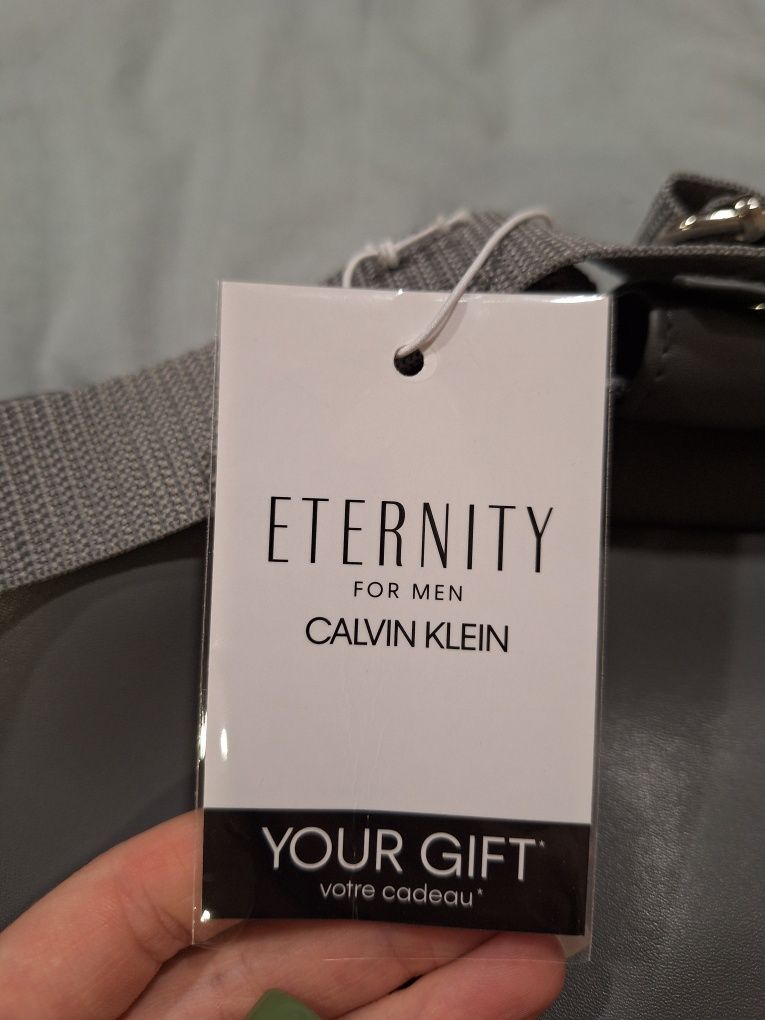 ETERNITY
FOR MEN
CALVIN KLEIN
YOUR GIFT*
votre cadeau*